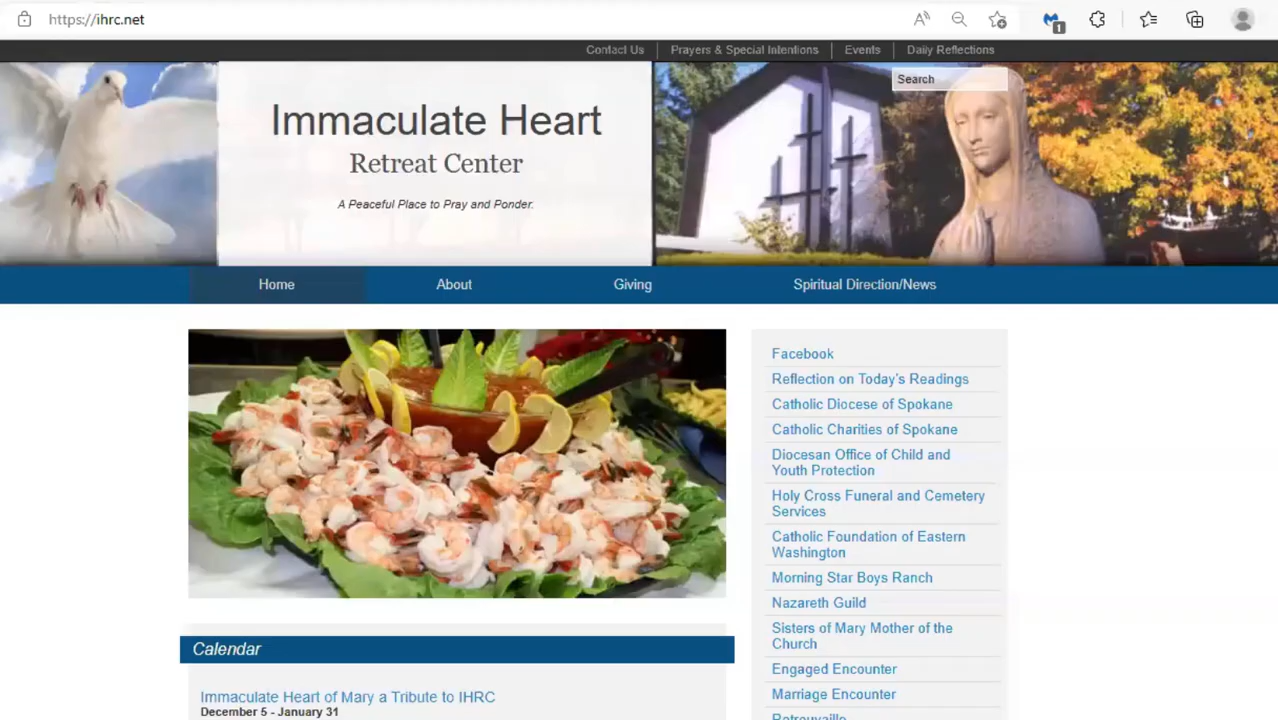 https://ihrc.net
1
Contact Us
Prayers & Special Intentions
Events
Daily Reflections
Search
Immaculate Heart
Retreat Center
A Peaceful Place to Pray and Ponder.
Home
About
Giving
Spiritual Direction/News
Facebook
Reflection on Today's Readings
Catholic Diocese of Spokane
Catholic Charities of Spokane
Diocesan Office of Child and
Youth Protection
Holy Cross Funeral and Cemetery
Services
Catholic Foundation of Eastern
Washington
Morning Star Boys Ranch
Nazareth Guild
Sisters of Mary Mother of the
Church
Engaged Encounter
Marriage Encounter
Retrouvaille
Calendar
Immaculate Heart of Mary a Tribute to IHRC
December 5 - January 31